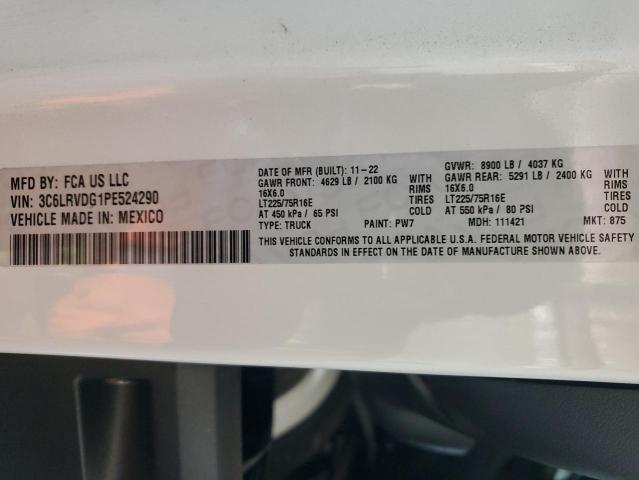 MFD BY: FCA US LLC
VIN: 3C6LRVDG1PE524290
VEHICLE MADE IN: MEXICO
DATE OF MFR (BUILT): 11-22 GVWR: 8900 LB / 4037 KG
GAWR FRONT: 4629 LB / 2100 KG WITH GAWR REAR: 5291 LB / 2400 KG WITH
16X6.0 RIMS 16X6.0 RIMS
LT225/75R16E TIRES LT225/75R16E TIRES
AT 450 kPa / 65 PSI COLD AT 550 kPa / 80 PSI COLD
TYPE: TRUCK PAINT: PW7 MDH: 111421 MKT: 875
THIS VEHICLE CONFORMS TO ALL APPLICABLE U.S.A. FEDERAL MOTOR VEHICLE SAFETY
STANDARDS IN EFFECT ON THE DATE OF MANUFACTURE SHOWN ABOVE.